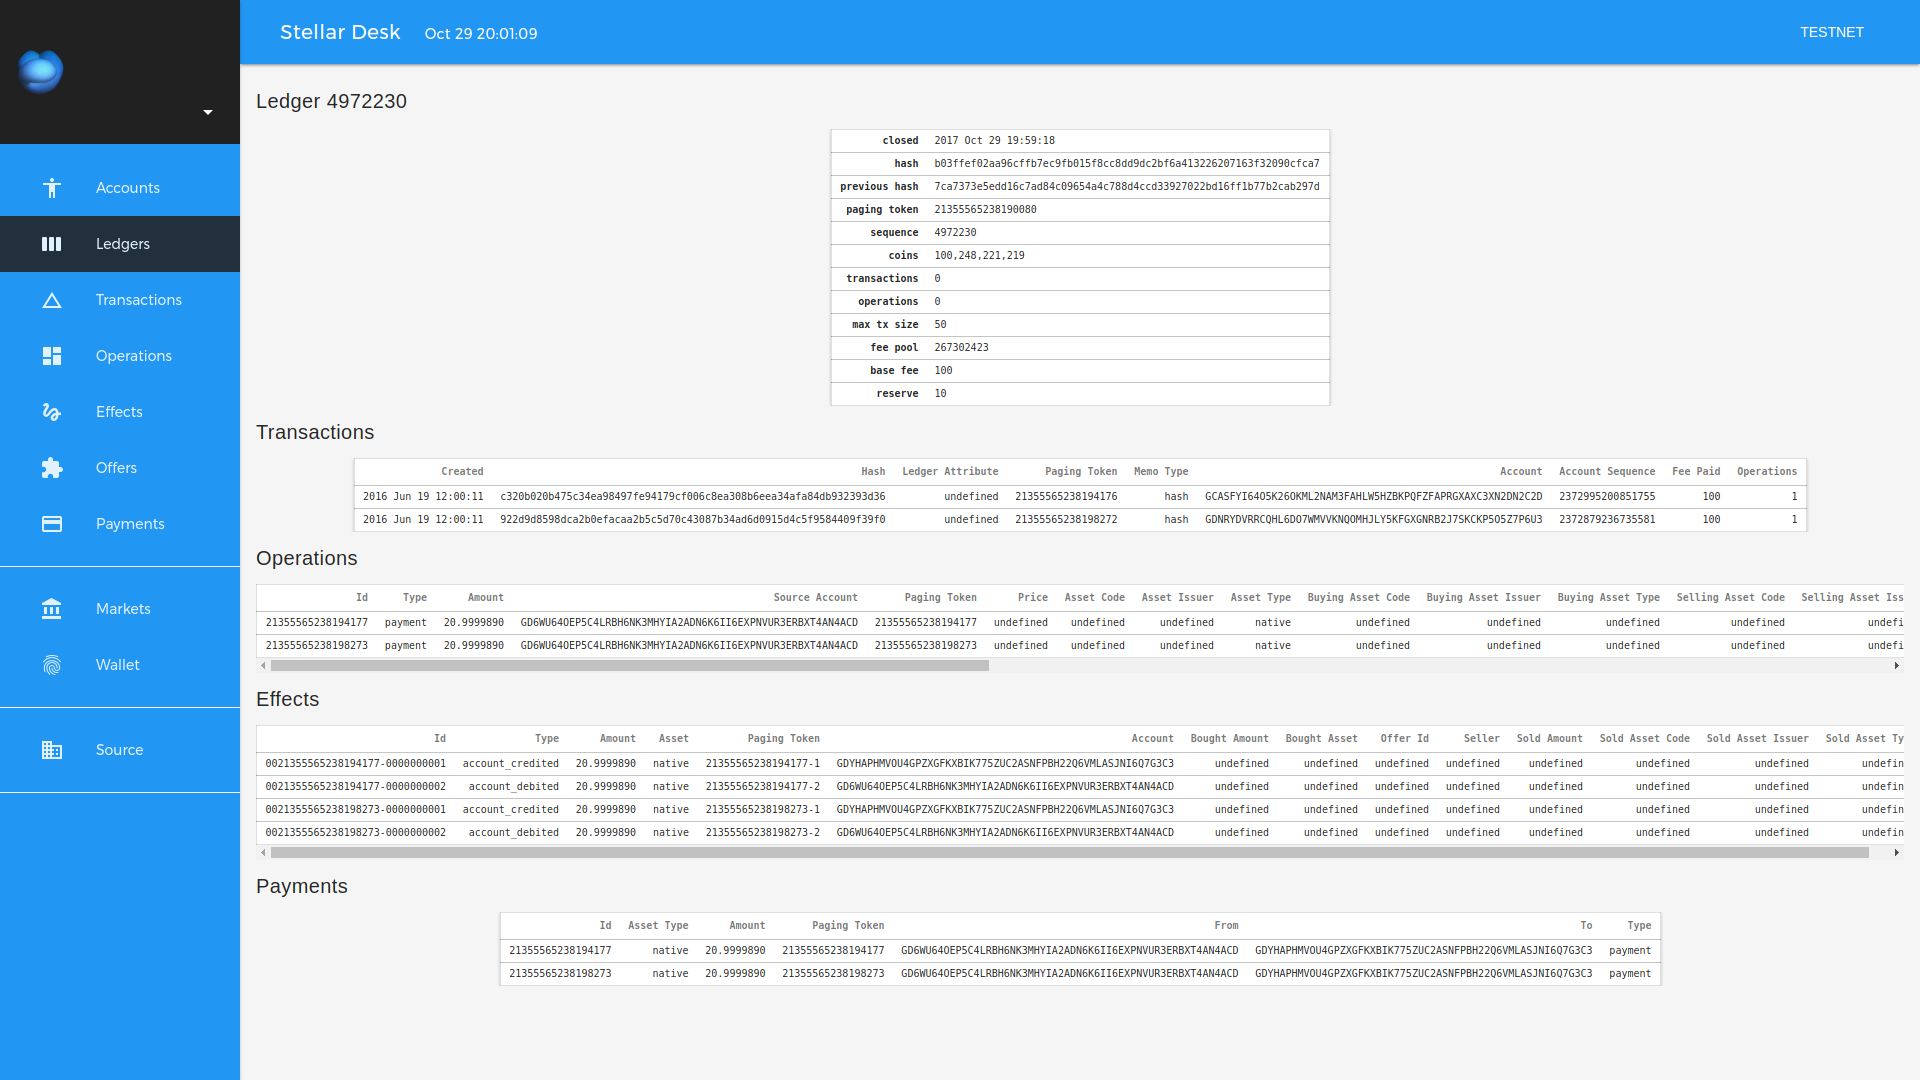 Stellar Desk Oct 29 20:01:09 TESTNET
Accounts
Ledgers
Transactions
Operations
Effects
Offers
Payments
Markets
Wallet
Source
Ledger 4972230
closed 2017 Oct 29 19:59:18
hash b03ffef02aa96cffb7ec9fb015f8cc8dd9dc2bf6a413226207163f32090cfca7
previous hash 7ca7373e5edd16c7ad84c09654a4c788d4ccd33927022bd16ff1b77b2cab297d
paging token 21355565238190080
sequence 4972230
coins 100,248,221,219
transactions 0
operations 0
max tx size 50
fee pool 267302423
base fee 100
reserve 10
Transactions
Created Hash Ledger Attribute Paging Token Memo Type Account Account Sequence Fee Paid Operations
2016 Jun 19 12:00:11 c320b020b475c34ea98497fe94179cf006c8ea308b6eea34afa84db932393d36 undefined 21355565238194176 hash GCASFYI64O5K26OKML2NAM3FAHLW5HZBKPQFZFAPRGXAXC3XN2DN2C2D 2372995200851755 100 1
2016 Jun 19 12:00:11 922d9d8598dca2b0efacaa2b5c5d70c43087b34ad6d0915d4c5f9584409f39f0 undefined 21355565238198272 hash GDNRYDVRRCQHL6DO7WMVVKNQOMHJLY5KFGXGNRB2J7SKCKP5O5Z7P6U3 2372879236735581 100 1
Operations
Id Type Amount Source Account Paging Token Price Asset Code Asset Issuer Asset Type Buying Asset Code Buying Asset Issuer Buying Asset Type Selling Asset Code Selling Asset Iss
21355565238194177 payment 20.9999890 GD6WU64OEP5C4LRBH6NK3MHYIA2ADN6K6II6EXPNVUR3ERBXT4AN4ACD 21355565238194177 undefined undefined undefined native undefined undefined undefined undefined undefi
21355565238198273 payment 20.9999890 GD6WU64OEP5C4LRBH6NK3MHYIA2ADN6K6II6EXPNVUR3ERBXT4AN4ACD 21355565238198273 undefined undefined undefined native undefined undefined undefined undefined undefi
Effects
Id Type Amount Asset Paging Token Account Bought Amount Bought Asset Offer Id Seller Sold Amount Sold Asset Code Sold Asset Issuer Sold Asset Ty
0021355565238194177-0000000001 account_credited 20.9999890 native 21355565238194177-1 GDYHAPHMVOU4GPZXGFKXBIK775ZUC2ASNFPBH22Q6VMLASJNI6Q7G3C3 undefined undefined undefined undefined undefined undefined undefined undefin
0021355565238194177-0000000002 account_debited 20.9999890 native 21355565238194177-2 GD6WU64OEP5C4LRBH6NK3MHYIA2ADN6K6II6EXPNVUR3ERBXT4AN4ACD undefined undefined undefined undefined undefined undefined undefined undefin
0021355565238198273-0000000001 account_credited 20.9999890 native 21355565238198273-1 GDYHAPHMVOU4GPZXGFKXBIK775ZUC2ASNFPBH22Q6VMLASJNI6Q7G3C3 undefined undefined undefined undefined undefined undefined undefined undefin
0021355565238198273-0000000002 account_debited 20.9999890 native 21355565238198273-2 GD6WU64OEP5C4LRBH6NK3MHYIA2ADN6K6II6EXPNVUR3ERBXT4AN4ACD undefined undefined undefined undefined undefined undefined undefined undefin
Payments
Id Asset Type Amount Paging Token From To Type
21355565238194177 native 20.9999890 21355565238194177 GD6WU64OEP5C4LRBH6NK3MHYIA2ADN6K6II6EXPNVUR3ERBXT4AN4ACD GDYHAPHMVOU4GPZXGFKXBIK775ZUC2ASNFPBH22Q6VMLASJNI6Q7G3C3 payment
21355565238198273 native 20.9999890 21355565238198273 GD6WU64OEP5C4LRBH6NK3MHYIA2ADN6K6II6EXPNVUR3ERBXT4AN4ACD GDYHAPHMVOU4GPZXGFKXBIK775ZUC2ASNFPBH22Q6VMLASJNI6Q7G3C3 payment